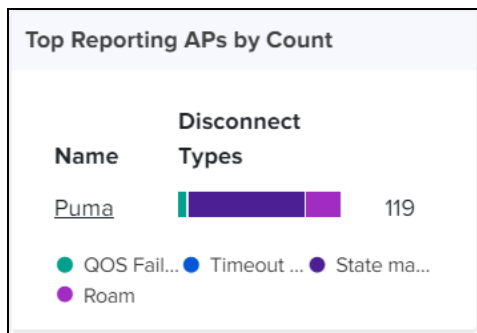 Top Reporting APs by Count
Disconnect
Name Types
Puma 119
QOS Fail... Timeout ... State ma...
Roam